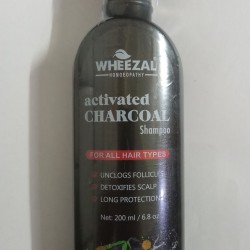 WHEEZAL
HOMOEOPATHY
activated
CHARCOAL
Shampoo
FOR ALL HAIR TYPES
UNCLOGS FOLLICLES
DETOXIFIES SCALP
LONG PROTECTION
Net: 200 ml / 6.8 oz